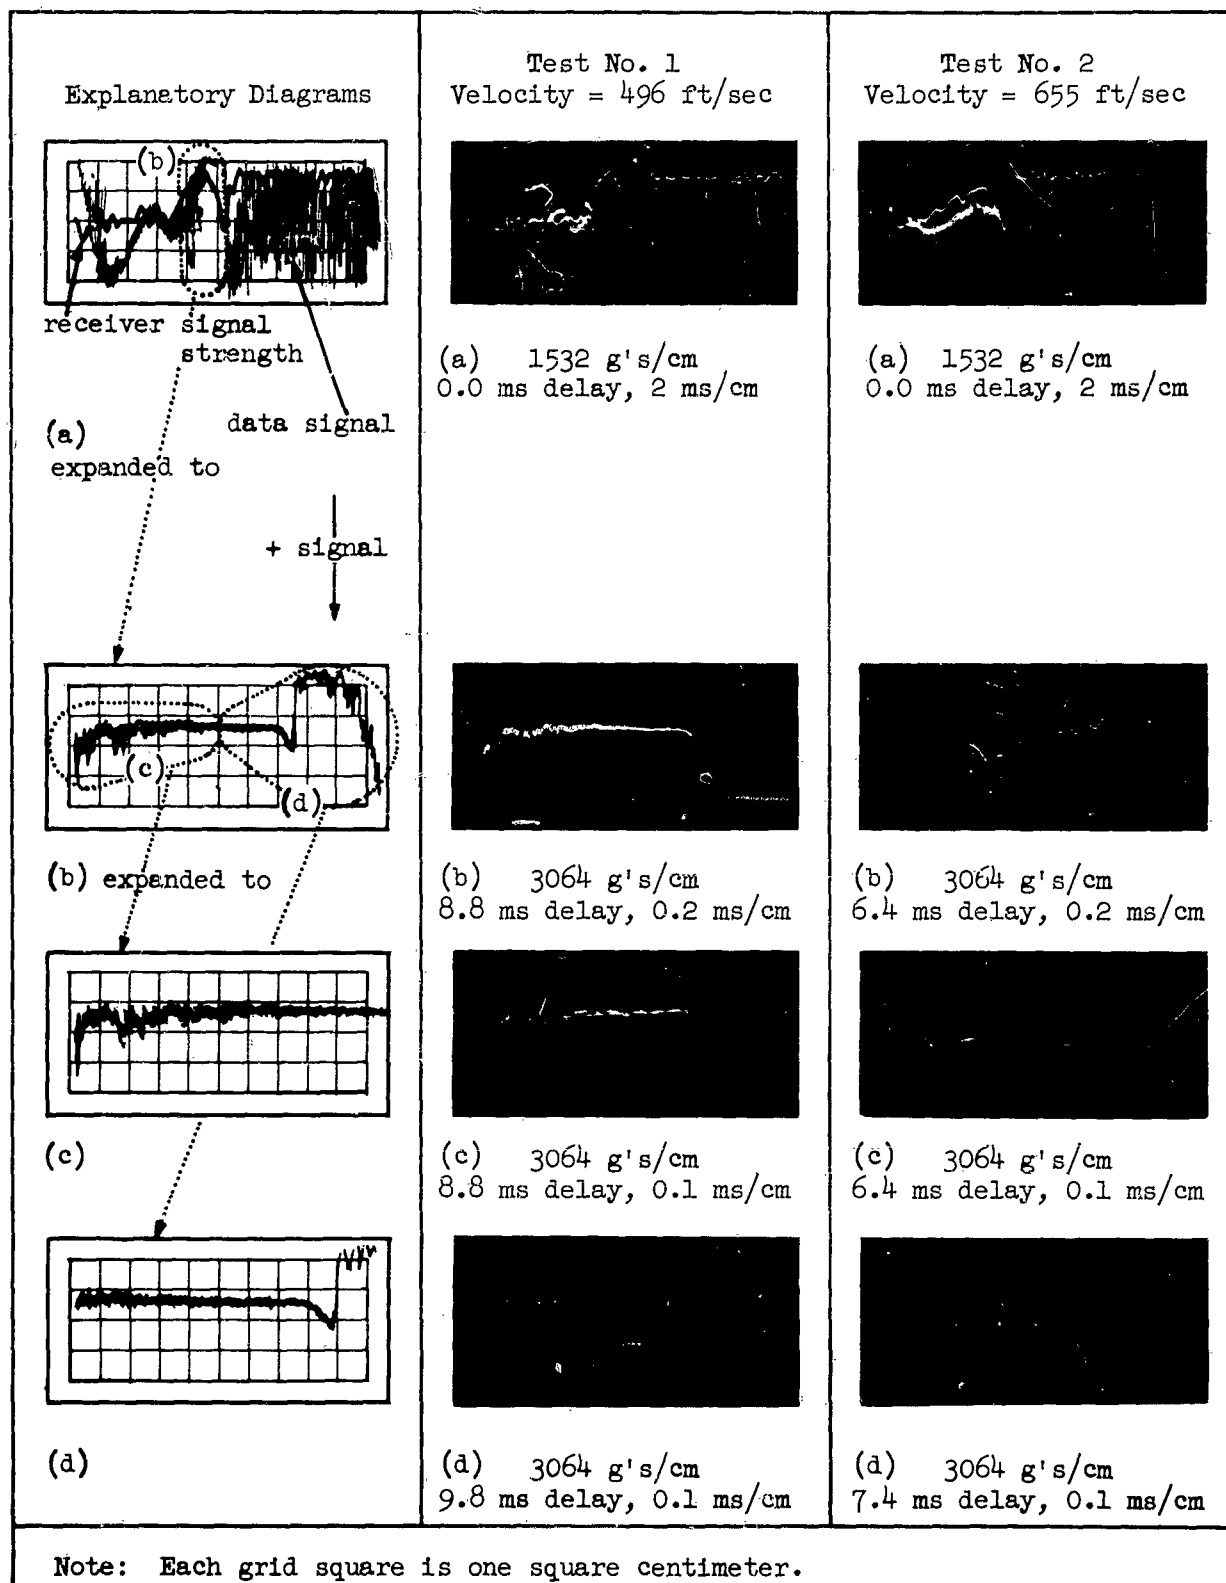 Explanatory Diagrams
(b)
receiver signal
strength
data signal
(a)
expanded to
+ signal
(c)
(d)
(b) expanded to
(c)
(d)
Test No. 1
Velocity = 496 ft/sec
(a) 1532 g's/cm
0.0 ms delay, 2 ms/cm
(b) 3064 g's/cm
8.8 ms delay, 0.2 ms/cm
(c) 3064 g's/cm
8.8 ms delay, 0.1 ms/cm
(d) 3064 g's/cm
9.8 ms delay, 0.1 ms/cm
Test No. 2
Velocity = 655 ft/sec
(a) 1532 g's/cm
0.0 ms delay, 2 ms/cm
(b) 3064 g's/cm
6.4 ms delay, 0.2 ms/cm
(c) 3064 g's/cm
6.4 ms delay, 0.1 ms/cm
(d) 3064 g's/cm
7.4 ms delay, 0.1 ms/cm
Note: Each grid square is one square centimeter.